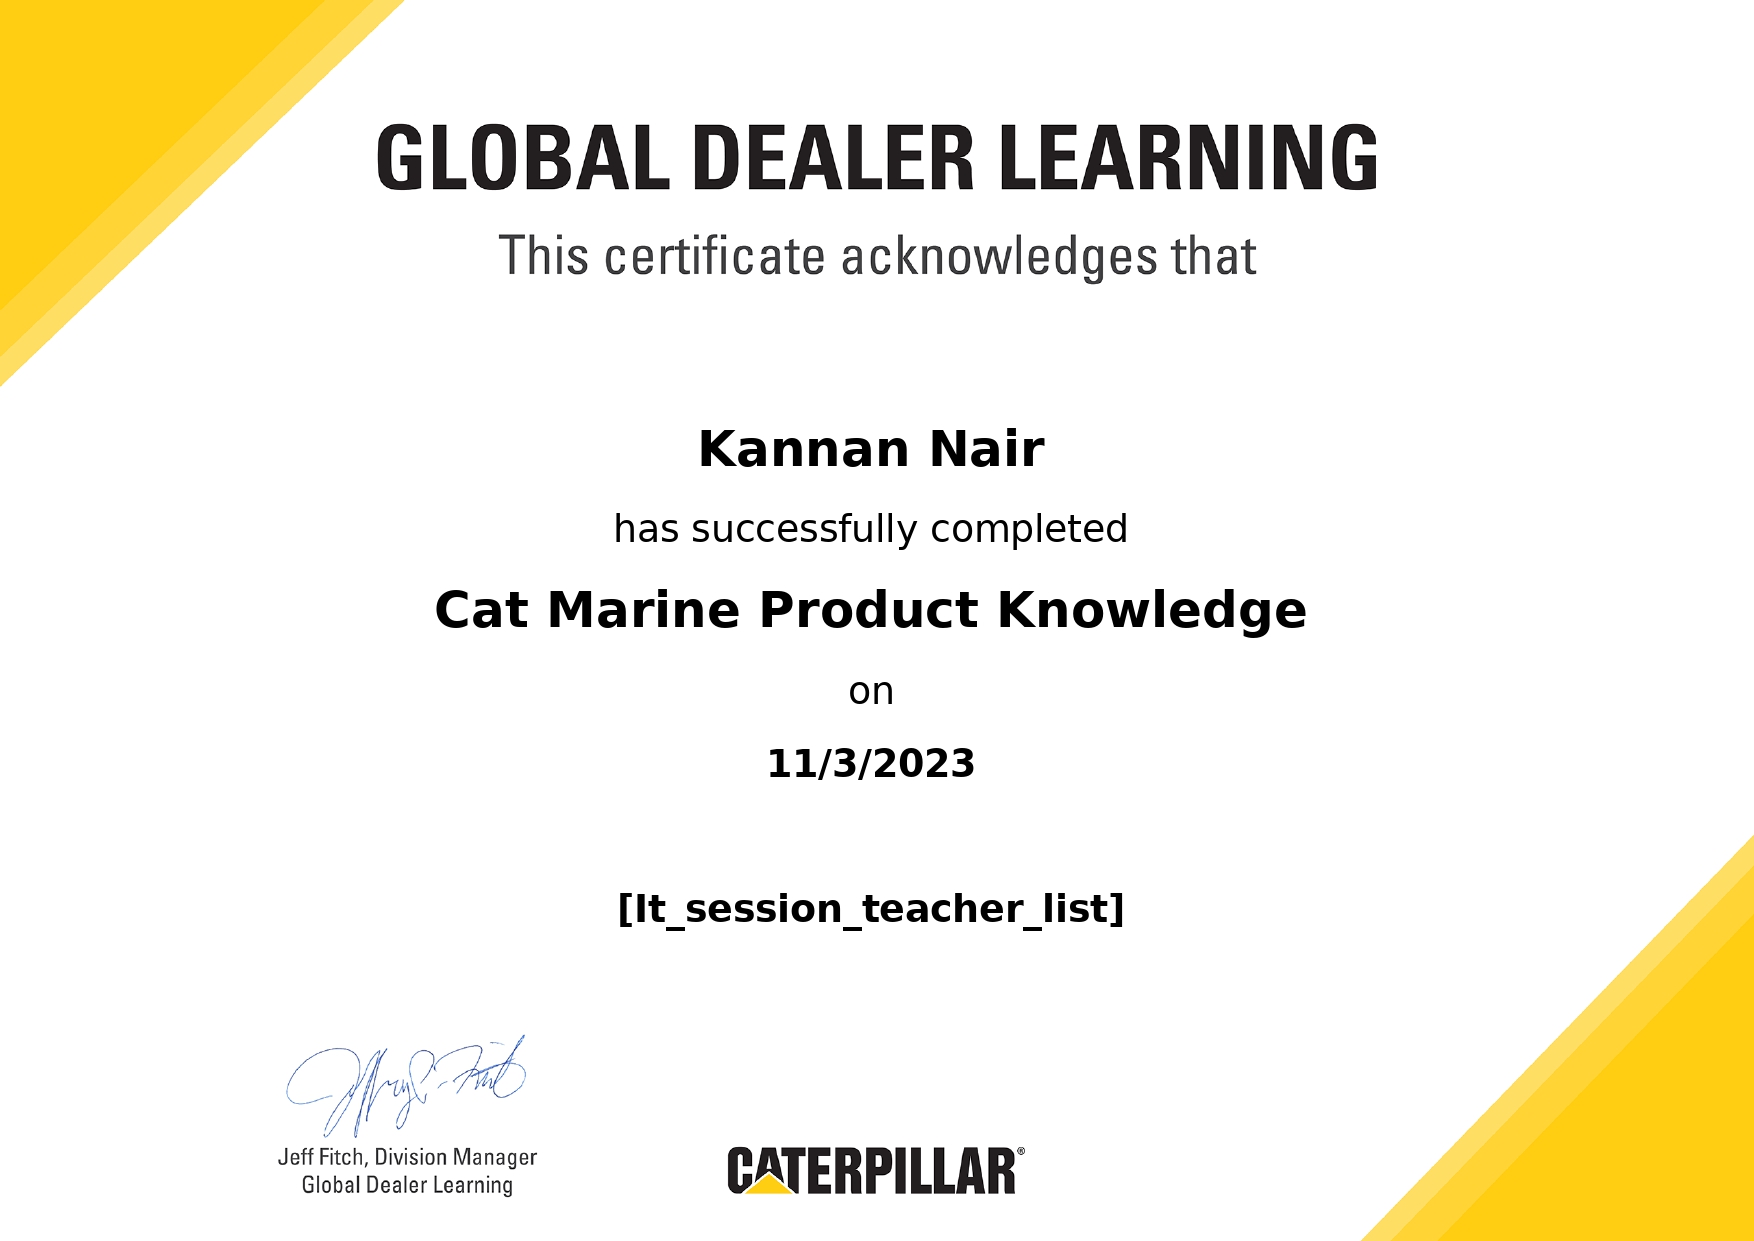 GLOBAL DEALER LEARNING
This certificate acknowledges that
Kannan Nair
has successfully completed
Cat Marine Product Knowledge
on
11/3/2023
[lt_session_teacher_list]
Jeff Fitch, Division Manager
Global Dealer Learning
CATERPILLAR®